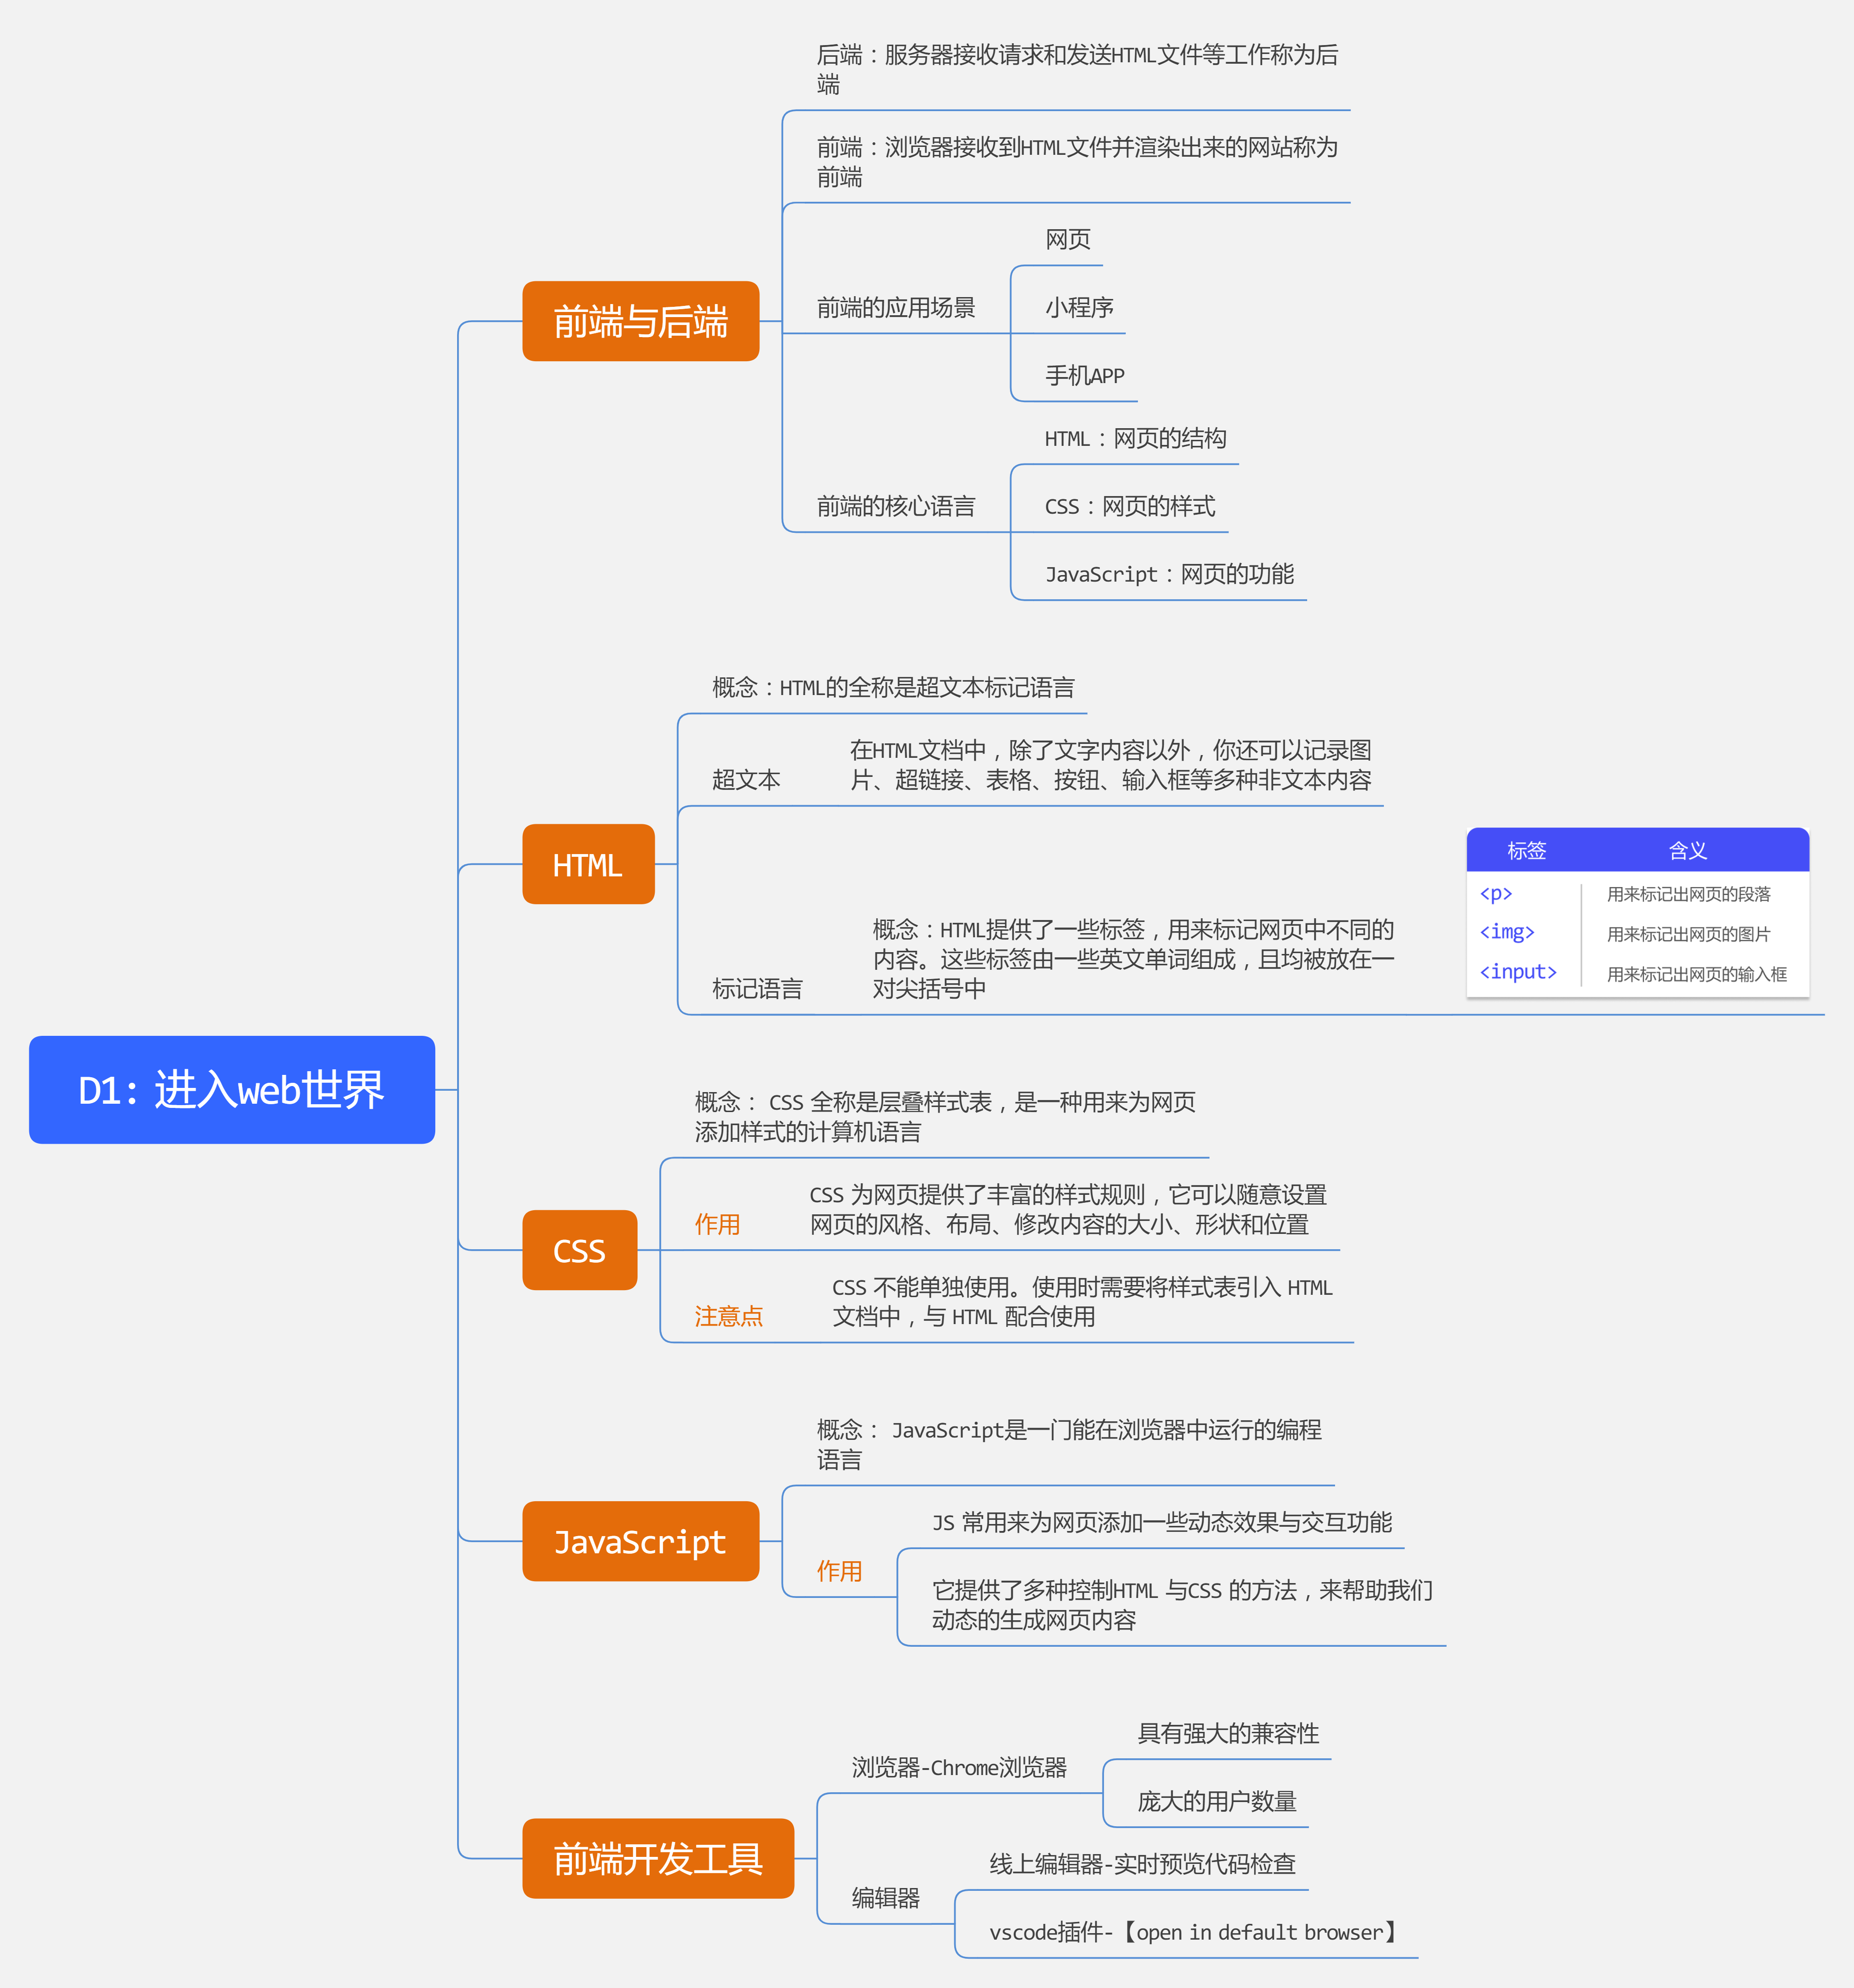 D1: 进入web世界
前端与后端
后端：服务器接收请求和发送HTML文件等工作称为后
端
前端：浏览器接收到HTML文件并渲染出来的网站称为
前端
前端的应用场景
网页
小程序
手机APP
前端的核心语言
HTML：网页的结构
CSS：网页的样式
JavaScript：网页的功能
HTML
概念：HTML的全称是超文本标记语言
超文本
在HTML文档中，除了文字内容以外，你还可以记录图
片、超链接、表格、按钮、输入框等多种非文本内容
标记语言
概念：HTML提供了一些标签，用来标记网页中不同的
内容。这些标签由一些英文单词组成，且均被放在一
对尖括号中
标签 含义
<p> 用来标记出网页的段落
<img> 用来标记出网页的图片
<input> 用来标记出网页的输入框
CSS
概念： CSS 全称是层叠样式表，是一种用来为网页
添加样式的计算机语言
作用
CSS 为网页提供了丰富的样式规则，它可以随意设置
网页的风格、布局、修改内容的大小、形状和位置
注意点
CSS 不能单独使用。使用时需要将样式表引入 HTML
文档中，与 HTML 配合使用
JavaScript
概念： JavaScript是一门能在浏览器中运行的编程
语言
作用
JS 常用来为网页添加一些动态效果与交互功能
它提供了多种控制HTML 与CSS 的方法，来帮助我们
动态的生成网页内容
前端开发工具
浏览器-Chrome浏览器
具有强大的兼容性
庞大的用户数量
编辑器
线上编辑器-实时预览代码检查
vscode插件-【open in default browser】